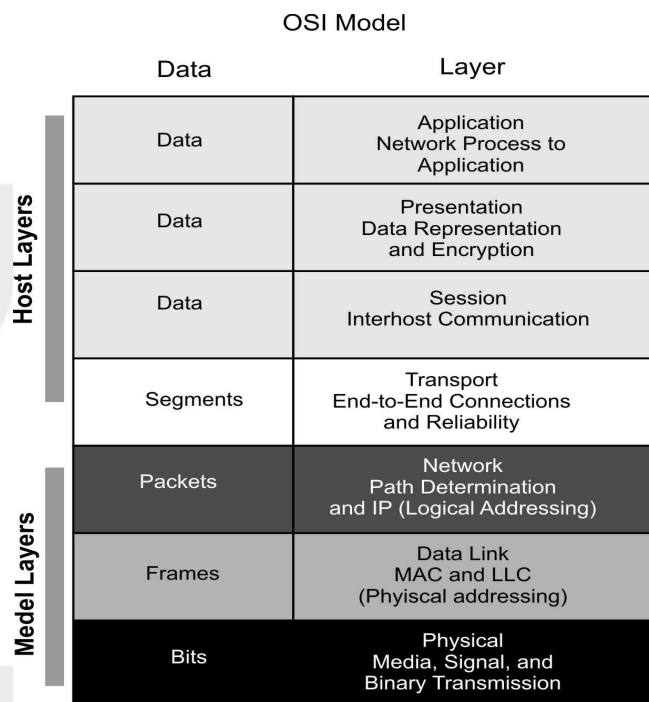 OSI Model
Data Layer
Host Layers
Data
Application
Network Process to
Application
Data
Presentation
Data Representation
and Encryption
Data
Session
Interhost Communication
Segments
Transport
End-to-End Connections
and Reliability
Medel Layers
Packets
Network
Path Determination
and IP (Logical Addressing)
Frames
Data Link
MAC and LLC
(Phyiscal addressing)
Bits
Physical
Media, Signal, and
Binary Transmission